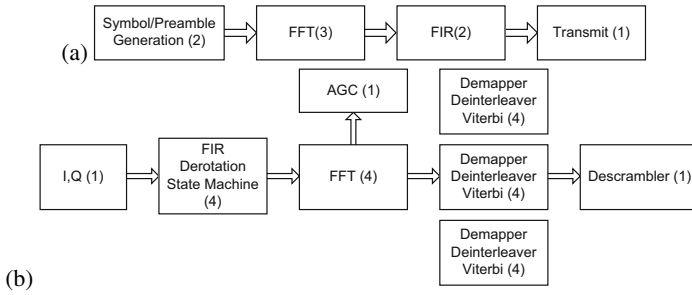 Symbol/Preamble
Generation (2)
FFT(3)
FIR(2)
Transmit (1)
(a)
AGC (1)
Demapper
Deinterleaver
Viterbi (4)
I,Q (1)
FIR
Derotation
State Machine
(4)
FFT (4)
Demapper
Deinterleaver
Viterbi (4)
Descrambler (1)
Demapper
Deinterleaver
Viterbi (4)
(b)